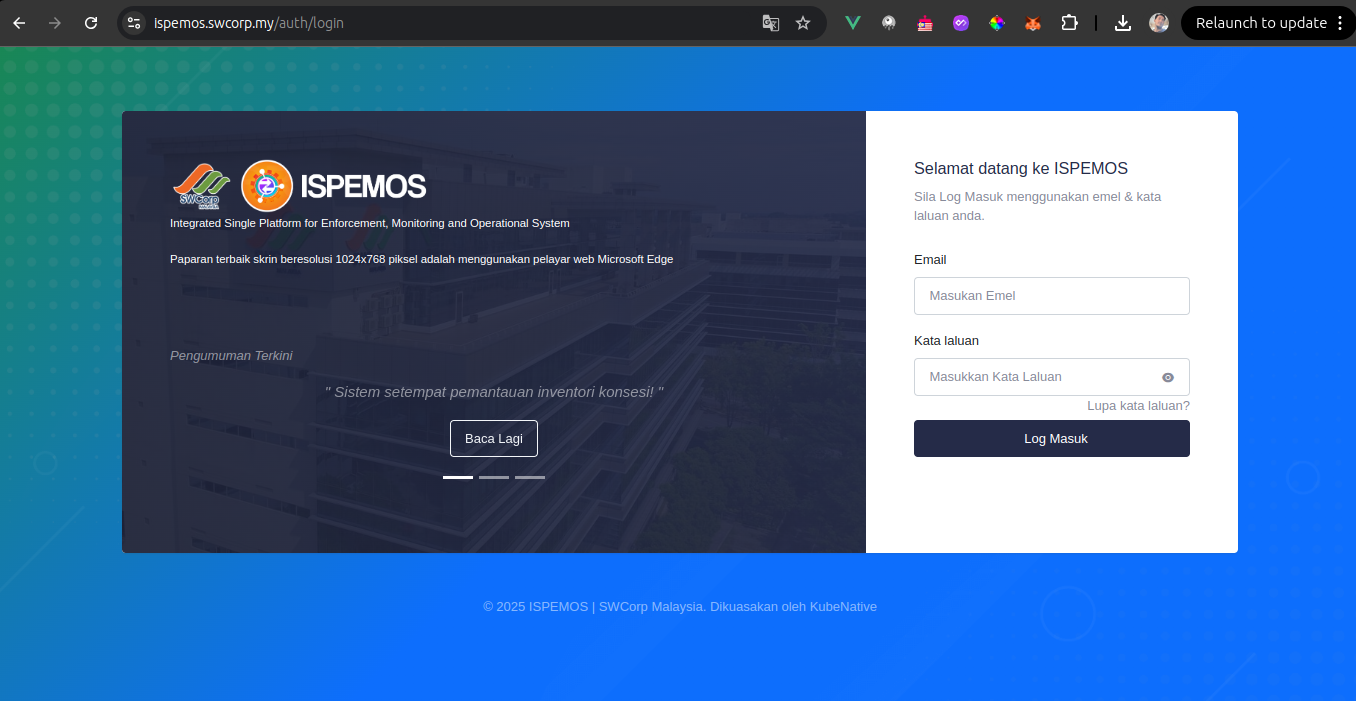 ispemos.swcorp.my/auth/login
Relaunch to update
SWCorp
ISPEMOS
Integrated Single Platform for Enforcement, Monitoring and Operational System
Paparan terbaik skrin beresolusi 1024x768 piksel adalah menggunakan pelayar web Microsoft Edge
Pengumuman Terkini
" Sistem setempat pemantauan inventori konsesi! "
Baca Lagi
Selamat datang ke ISPEMOS
Sila Log Masuk menggunakan emel & kata
laluan anda.
Email
Masukan Emel
Kata laluan
Masukkan Kata Laluan
Lupa kata laluan?
Log Masuk
© 2025 ISPEMOS | SWCorp Malaysia. Dikuasakan oleh KubeNative